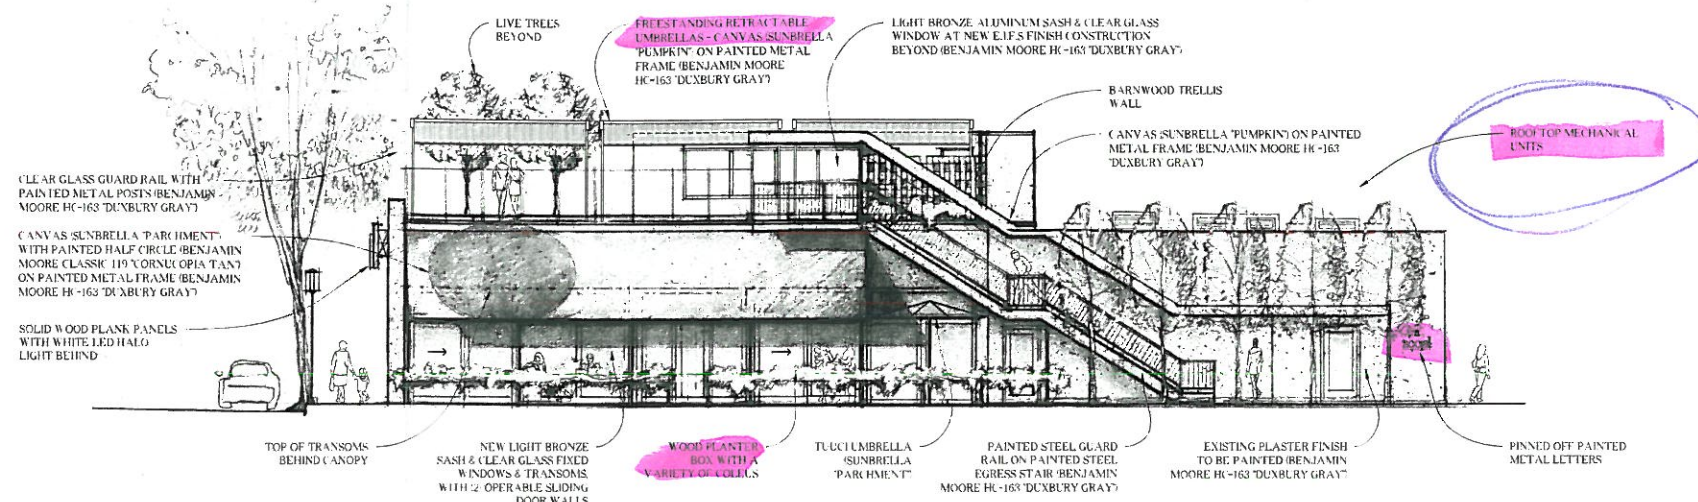 LIVE TREES
BEYOND
FREESTANDING RETRACTABLE
UMBRELLAS - CANVAS (SUNBRELLA
"PUMPKIN") ON PAINTED METAL
FRAME (BENJAMIN MOORE
HC-163 "DUXBURY GRAY")
LIGHT BRONZE ALUMINUM SASH & CLEAR GLASS
WINDOW AT NEW E.I.F.S FINISH CONSTRUCTION
BEYOND (BENJAMIN MOORE HC-163 "DUXBURY GRAY")
BARNWOOD TRELLIS
WALL
CANVAS (SUNBRELLA "PUMPKIN") ON PAINTED
METAL FRAME (BENJAMIN MOORE HC-163
"DUXBURY GRAY")
ROOFTOP MECHANICAL
UNITS
CLEAR GLASS GUARD RAIL WITH
PAINTED METAL POSTS (BENJAMIN
MOORE HC-163 "DUXBURY GRAY")
CANVAS (SUNBRELLA "PARCHMENT")
WITH PAINTED HALF CIRCLE (BENJAMIN
MOORE CLASSIC 119 "CORNUCOPIA TAN")
ON PAINTED METAL FRAME (BENJAMIN
MOORE HC-163 "DUXBURY GRAY")
SOLID WOOD PLANK PANELS
WITH WHITE LED HALO
LIGHT BEHIND
TOP OF TRANSOMS
BEHIND CANOPY
NEW LIGHT BRONZE
SASH & CLEAR GLASS FIXED
WINDOWS & TRANSOMS,
WITH (2) OPERABLE SLIDING
DOOR WALLS
WOOD PLANTER
BOX WITH A
VARIETY OF COLEUS
TUUCI UMBRELLA
(SUNBRELLA
"PARCHMENT")
PAINTED STEEL GUARD
RAIL ON PAINTED STEEL
EGRESS STAIR (BENJAMIN
MOORE HC-163 "DUXBURY GRAY")
EXISTING PLASTER FINISH
TO BE PAINTED (BENJAMIN
MOORE HC-163 "DUXBURY GRAY")
PINNED OFF PAINTED
METAL LETTERS